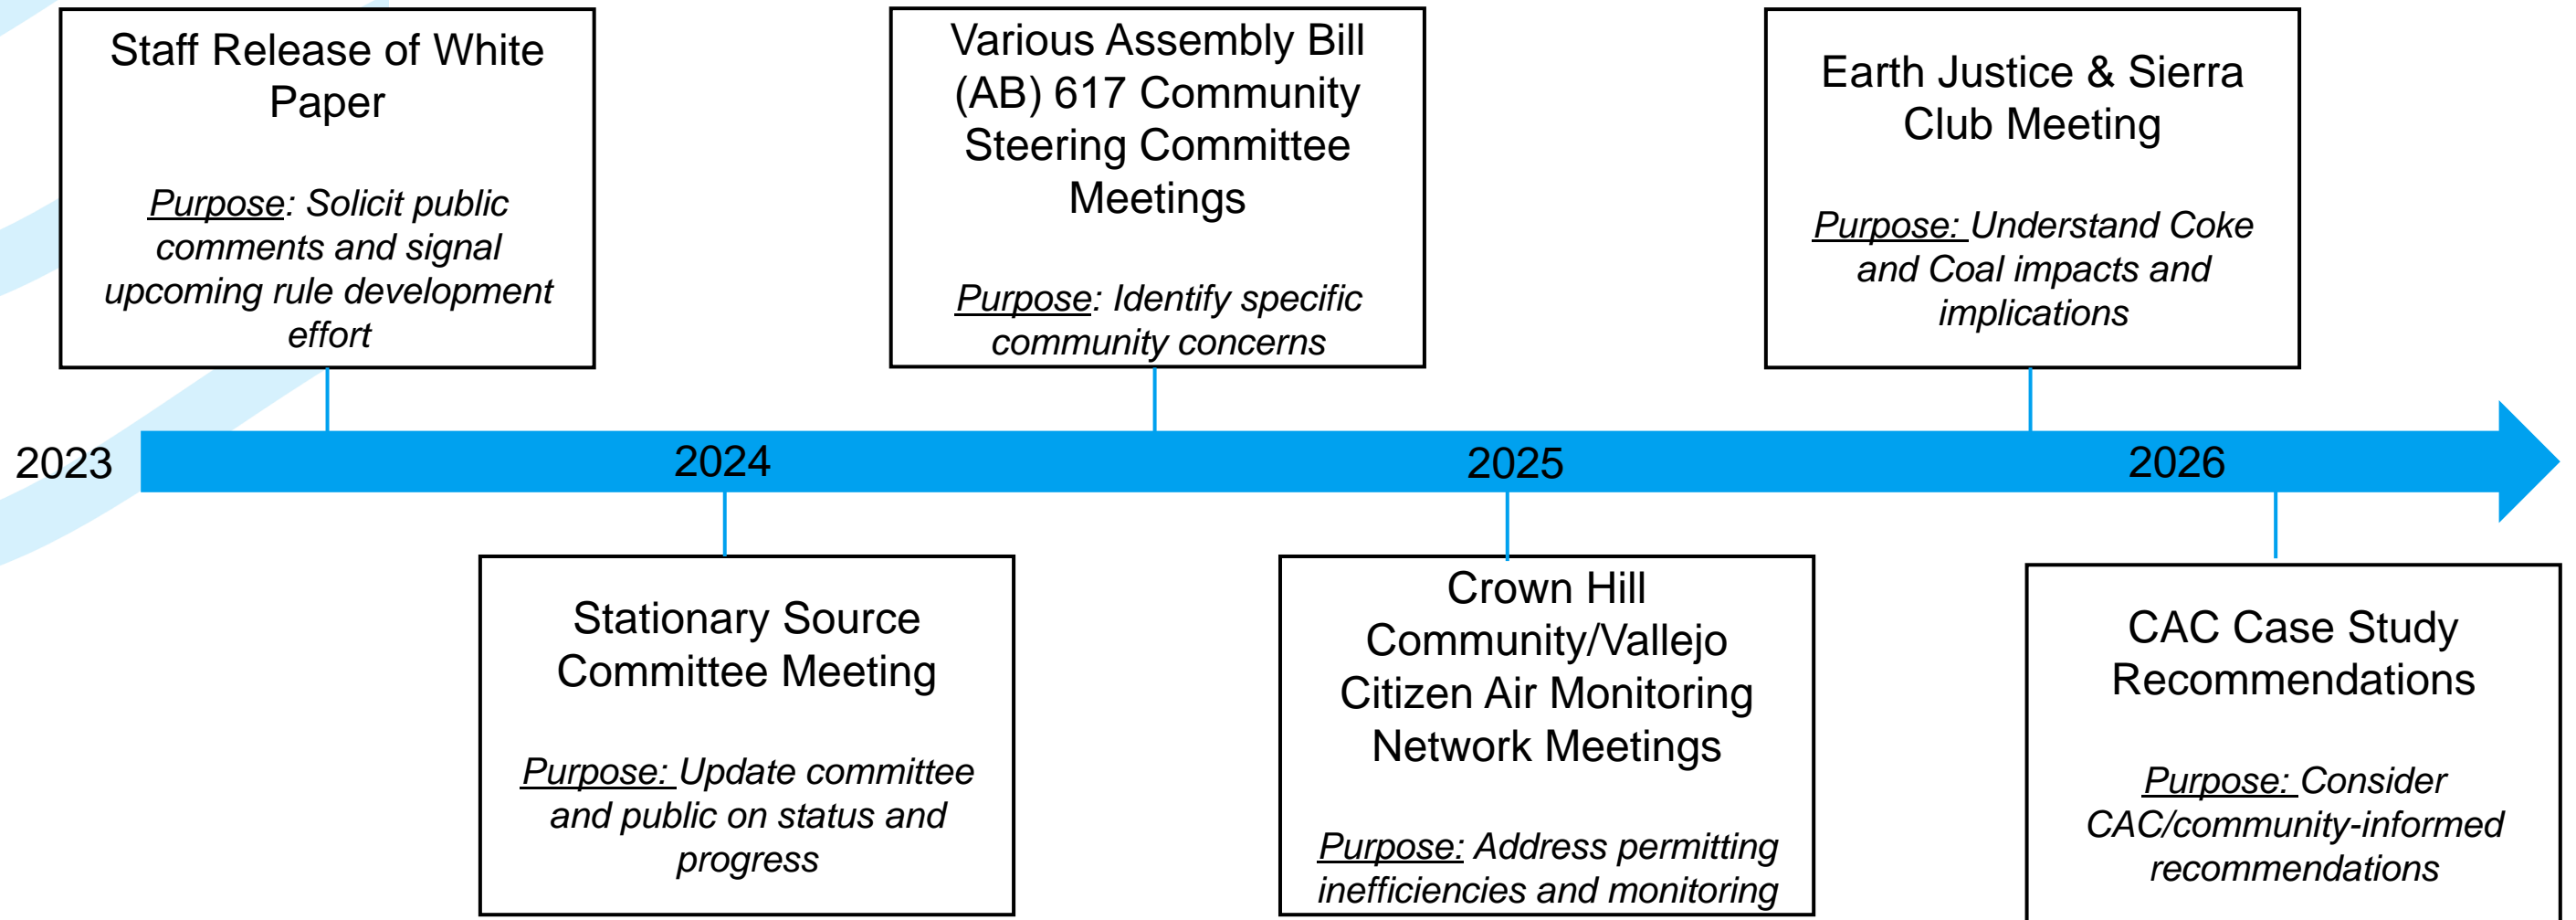 Staff Release of White
Paper
Purpose: Solicit public
comments and signal
upcoming rule development
effort
Various Assembly Bill
(AB) 617 Community
Steering Committee
Meetings
Purpose: Identify specific
community concerns
Earth Justice & Sierra
Club Meeting
Purpose: Understand Coke
and Coal impacts and
implications
2023
2024
2025
2026
Stationary Source
Committee Meeting
Purpose: Update committee
and public on status and
progress
Crown Hill
Community/Vallejo
Citizen Air Monitoring
Network Meetings
Purpose: Address permitting
inefficiencies and monitoring
CAC Case Study
Recommendations
Purpose: Consider
CAC/community-informed
recommendations